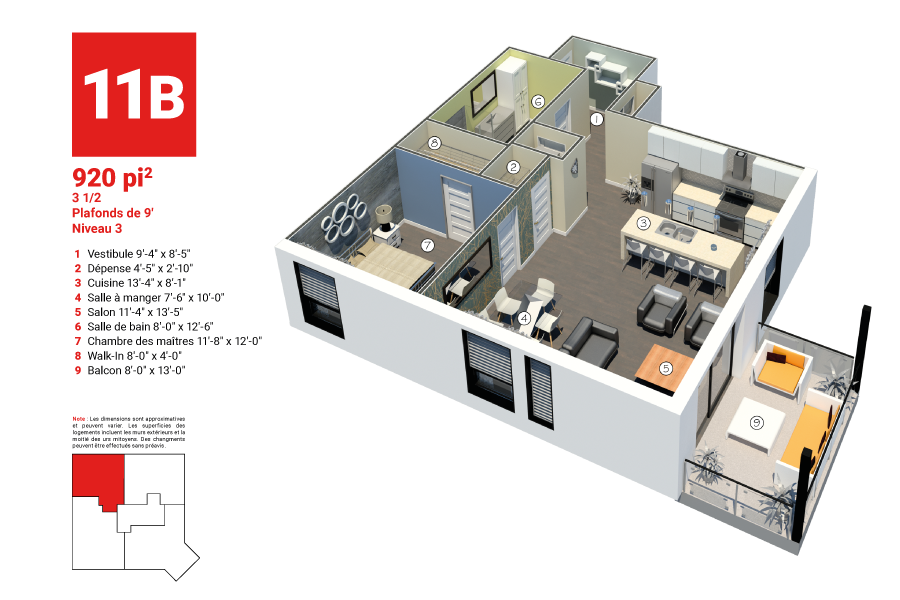 11B
920 pi²
3 1/2
Plafonds de 9'
Niveau 3
1 Vestibule 9'-4" x 8'-5"
2 Dépense 4'-5" x 2'-10"
3 Cuisine 13'-4" x 8'-1"
4 Salle à manger 7'-6" x 10'-0"
5 Salon 11'-4" x 13'-5"
6 Salle de bain 8'-0" x 12'-6"
7 Chambre des maîtres 11'-8" x 12'-0"
8 Walk-In 8'-0" x 4'-0"
9 Balcon 8'-0" x 13'-0"
Note : Les dimensions sont approximatives
et peuvent varier. Les superficies des
logements incluent les murs extérieurs et la
moitié des urs mitoyens. Des changments
peuvent être effectués sans préavis.
6
1
8
2
3
7
4
5
9